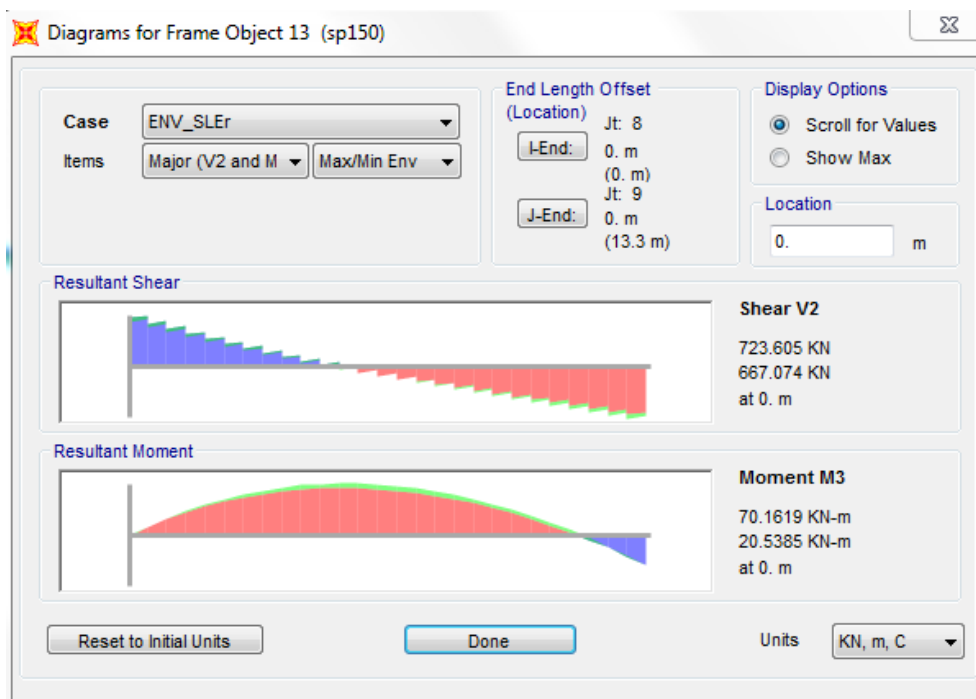 Diagrams for Frame Object 13 (sp150)
Case
ENV_SLEr
Items
Major (V2 and M
Max/Min Env
End Length Offset
(Location)
I-End:
Jt: 8
0. m
(0. m)
J-End:
Jt: 9
0. m
(13.3 m)
Display Options
Scroll for Values
Show Max
Location
0.
m
Resultant Shear
Shear V2
723.605 KN
667.074 KN
at 0. m
Resultant Moment
Moment M3
70.1619 KN-m
20.5385 KN-m
at 0. m
Reset to Initial Units
Done
Units
KN, m, C